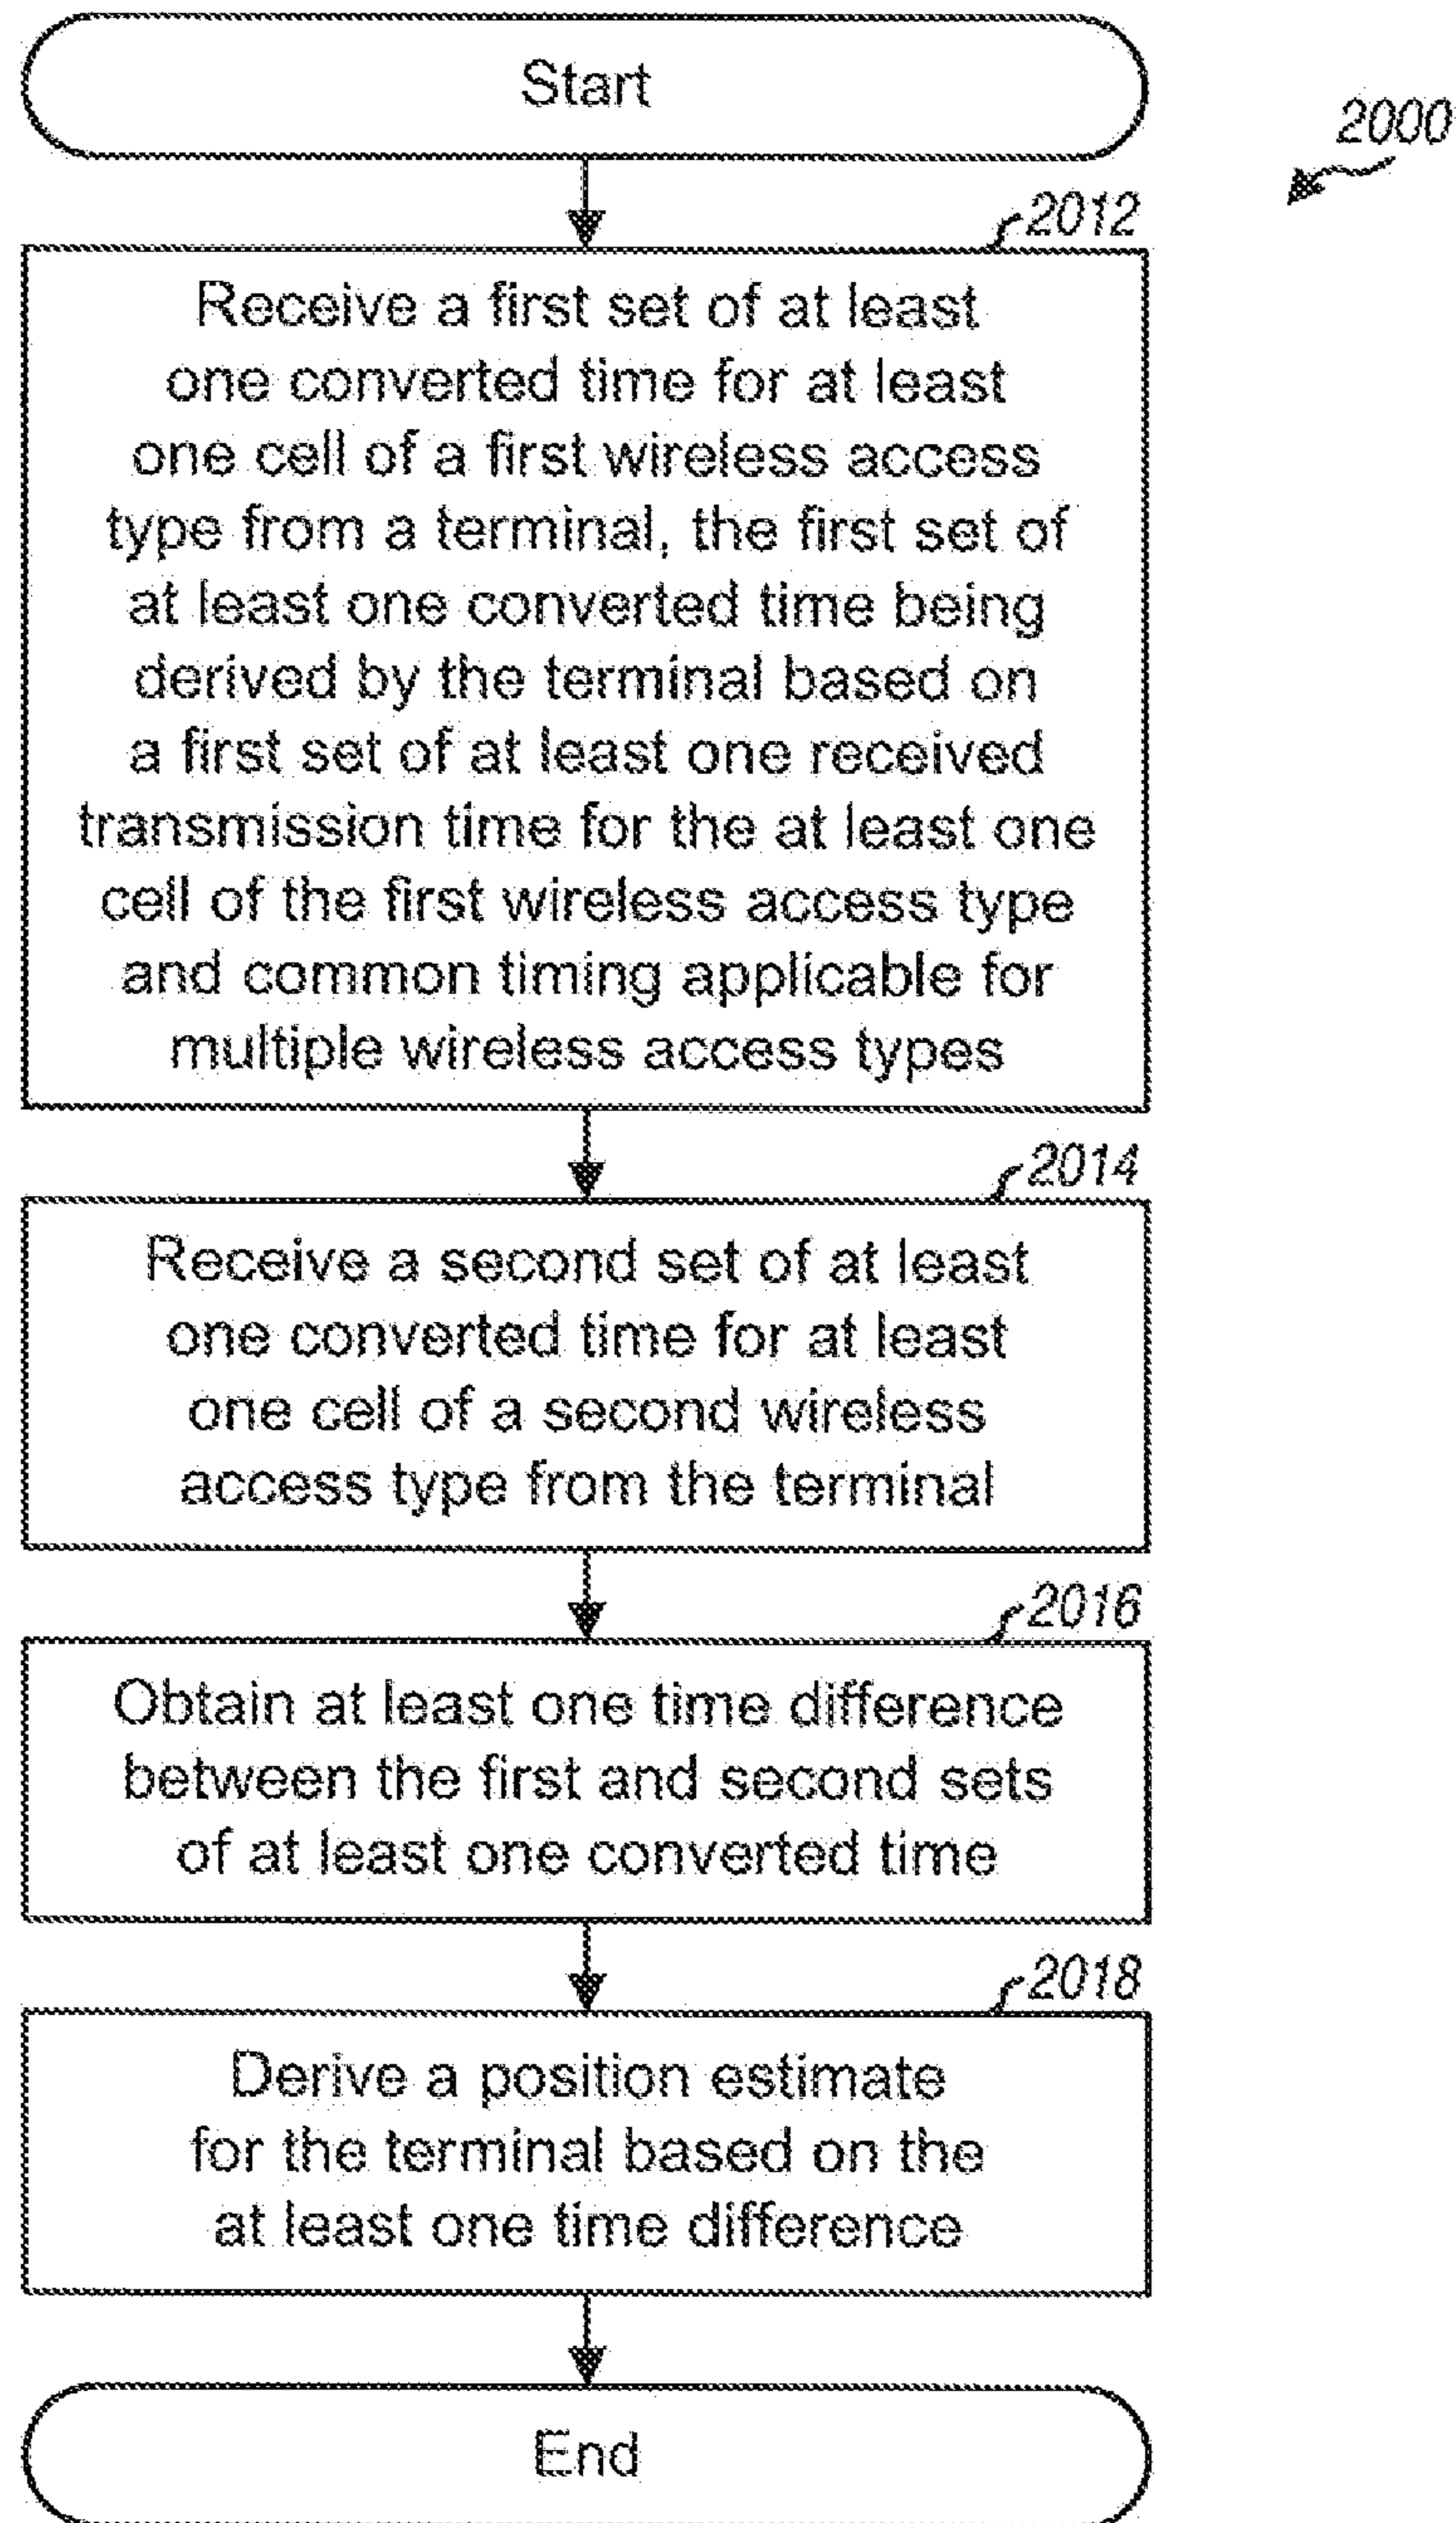 Start
2000
2012
Receive a first set of at least
one converted time for at least
one cell of a first wireless access
type from a terminal, the first set of
at least one converted time being
derived by the terminal based on
a first set of at least one received
transmission time for the at least one
cell of the first wireless access type
and common timing applicable for
multiple wireless access types
2014
Receive a second set of at least
one converted time for at least
one cell of a second wireless
access type from the terminal
2016
Obtain at least one time difference
between the first and second sets
of at least one converted time
2018
Derive a position estimate
for the terminal based on the
at least one time difference
End